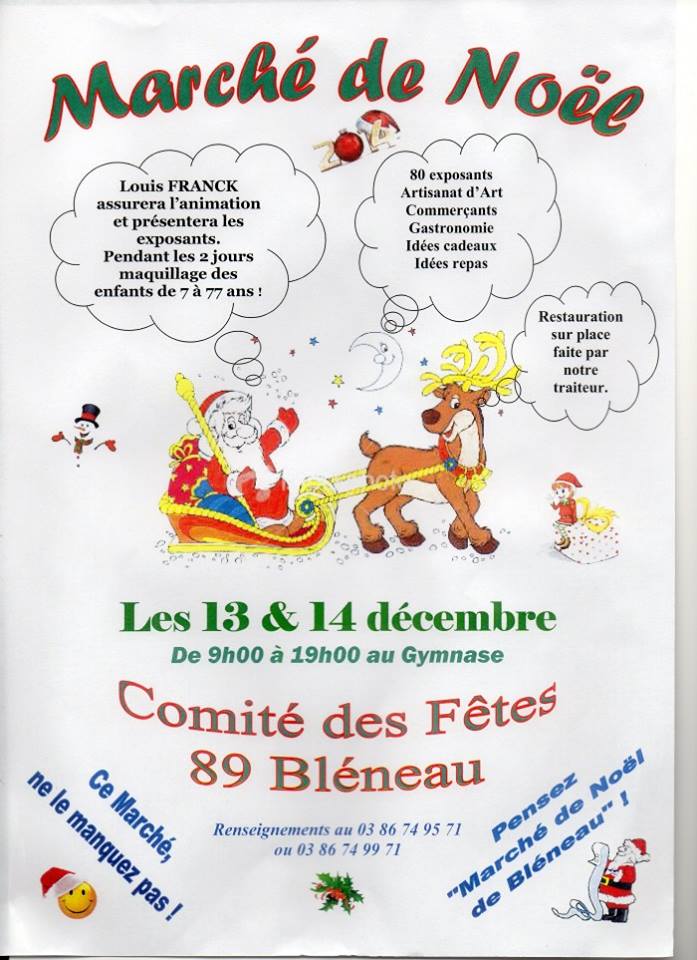 Marché de Noël
2014
Louis FRANCK
assurera l'animation
et présentera les
exposants.
Pendant les 2 jours
maquillage des
enfants de 7 à 77 ans !
80 exposants
Artisanat d'Art
Commerçants
Gastronomie
Idées cadeaux
Idées repas
Restauration
sur place
faite par
notre
traiteur.
Les 13 & 14 décembre
De 9h00 à 19h00 au Gymnase
Comité des Fêtes
89 Bléneau
Ce Marché,
ne le manquez pas !
Renseignements au 03 86 74 95 71
ou 03 86 74 99 71
Pensez
"Marché de Noël
de Bléneau" !